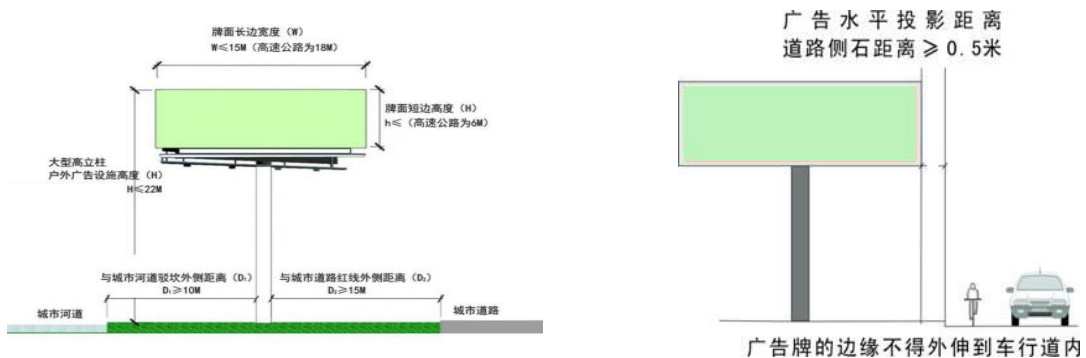 牌面长边宽度（W）
W≤15M（高速公路为18M）
牌面短边高度（H）
h≤（高速公路为6M）
大型高立柱
户外广告设施高度（H）
H≤22M
与城市河道驳坎外侧距离（D₁）
D₁≥10M
与城市道路红线外侧距离（D₂）
D₂≥15M
城市河道
城市道路
广告水平投影距离
道路侧石距离≥0.5米
广告牌的边缘不得外伸到车行道内